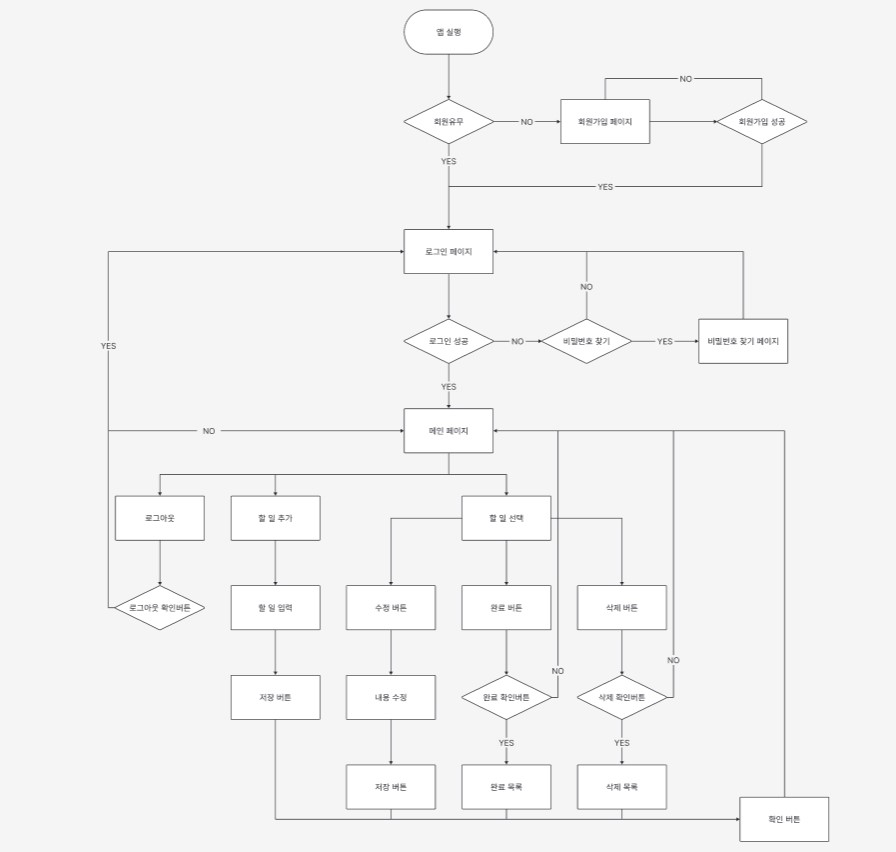 앱 실행
NO
회원유무
NO
회원가입 페이지
회원가입 성공
YES
YES
로그인 페이지
NO
로그인 성공
NO
비밀번호 찾기
YES
비밀번호 찾기 페이지
YES
YES
메인 페이지
NO
로그아웃
할 일 추가
할 일 선택
로그아웃 확인버튼
할 일 입력
수정 버튼
완료 버튼
삭제 버튼
NO
NO
저장 버튼
내용 수정
완료 확인버튼
삭제 확인버튼
YES
YES
저장 버튼
완료 목록
삭제 목록
확인 버튼